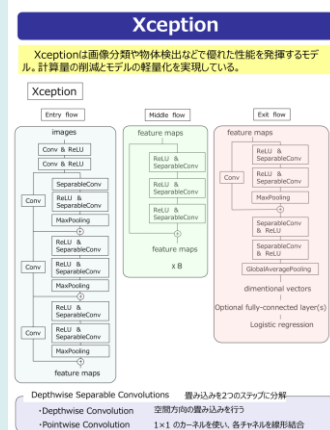 Xception
Xceptionは画像分類や物体検出などで優れた性能を発揮するモデ
ル。計算量の削減とモデルの軽量化を実現している。
Xception
Entry flow
images
Conv & ReLU
Conv & ReLU
Conv
SeparableConv
ReLU &
SeparableConv
MaxPooling
Conv
ReLU &
SeparableConv
ReLU &
SeparableConv
MaxPooling
Conv
ReLU &
SeparableConv
ReLU &
SeparableConv
MaxPooling
feature maps
Middle flow
feature maps
ReLU &
SeparableConv
ReLU &
SeparableConv
ReLU &
SeparableConv
feature maps
x 8
Exit flow
feature maps
Conv
ReLU &
SeparableConv
ReLU &
SeparableConv
MaxPooling
SeparableConv
& ReLU
SeparableConv
& ReLU
GlobalAveragePooling
dimentional vectors
Optional fully-connected layer(s)
Logistic regression
Depthwise Separable Convolutions 畳み込みを2つのステップに分解
・Depthwise Convolution 空間方向の畳み込みを行う
・Pointwise Convolution 1×1 のカーネルを使い、各チャネルを線形結合